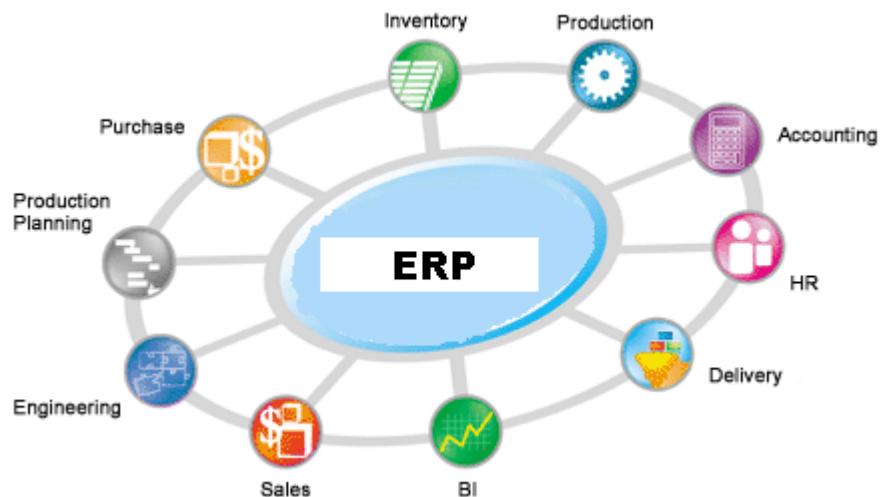 Inventory
Production
Purchase
Accounting
Production
Planning
ERP
HR
Delivery
Engineering
Sales
BI
$
$